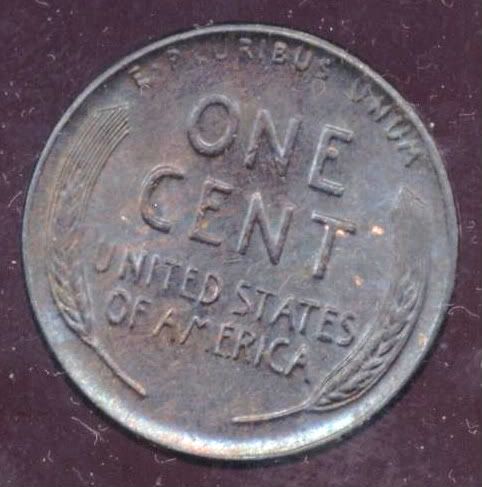 E PLURIBUS UNUM
ONE
CENT
UNITED STATES
OF AMERICA